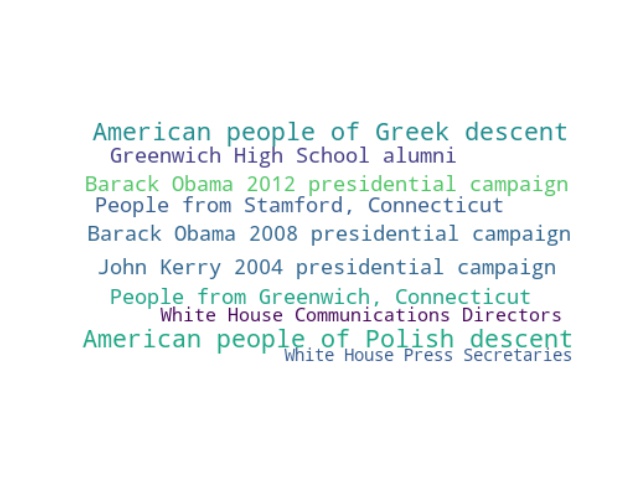 American people of Greek descent
Greenwich High School alumni
Barack Obama 2012 presidential campaign
People from Stamford, Connecticut
Barack Obama 2008 presidential campaign
John Kerry 2004 presidential campaign
People from Greenwich, Connecticut
White House Communications Directors
American people of Polish descent
White House Press Secretaries